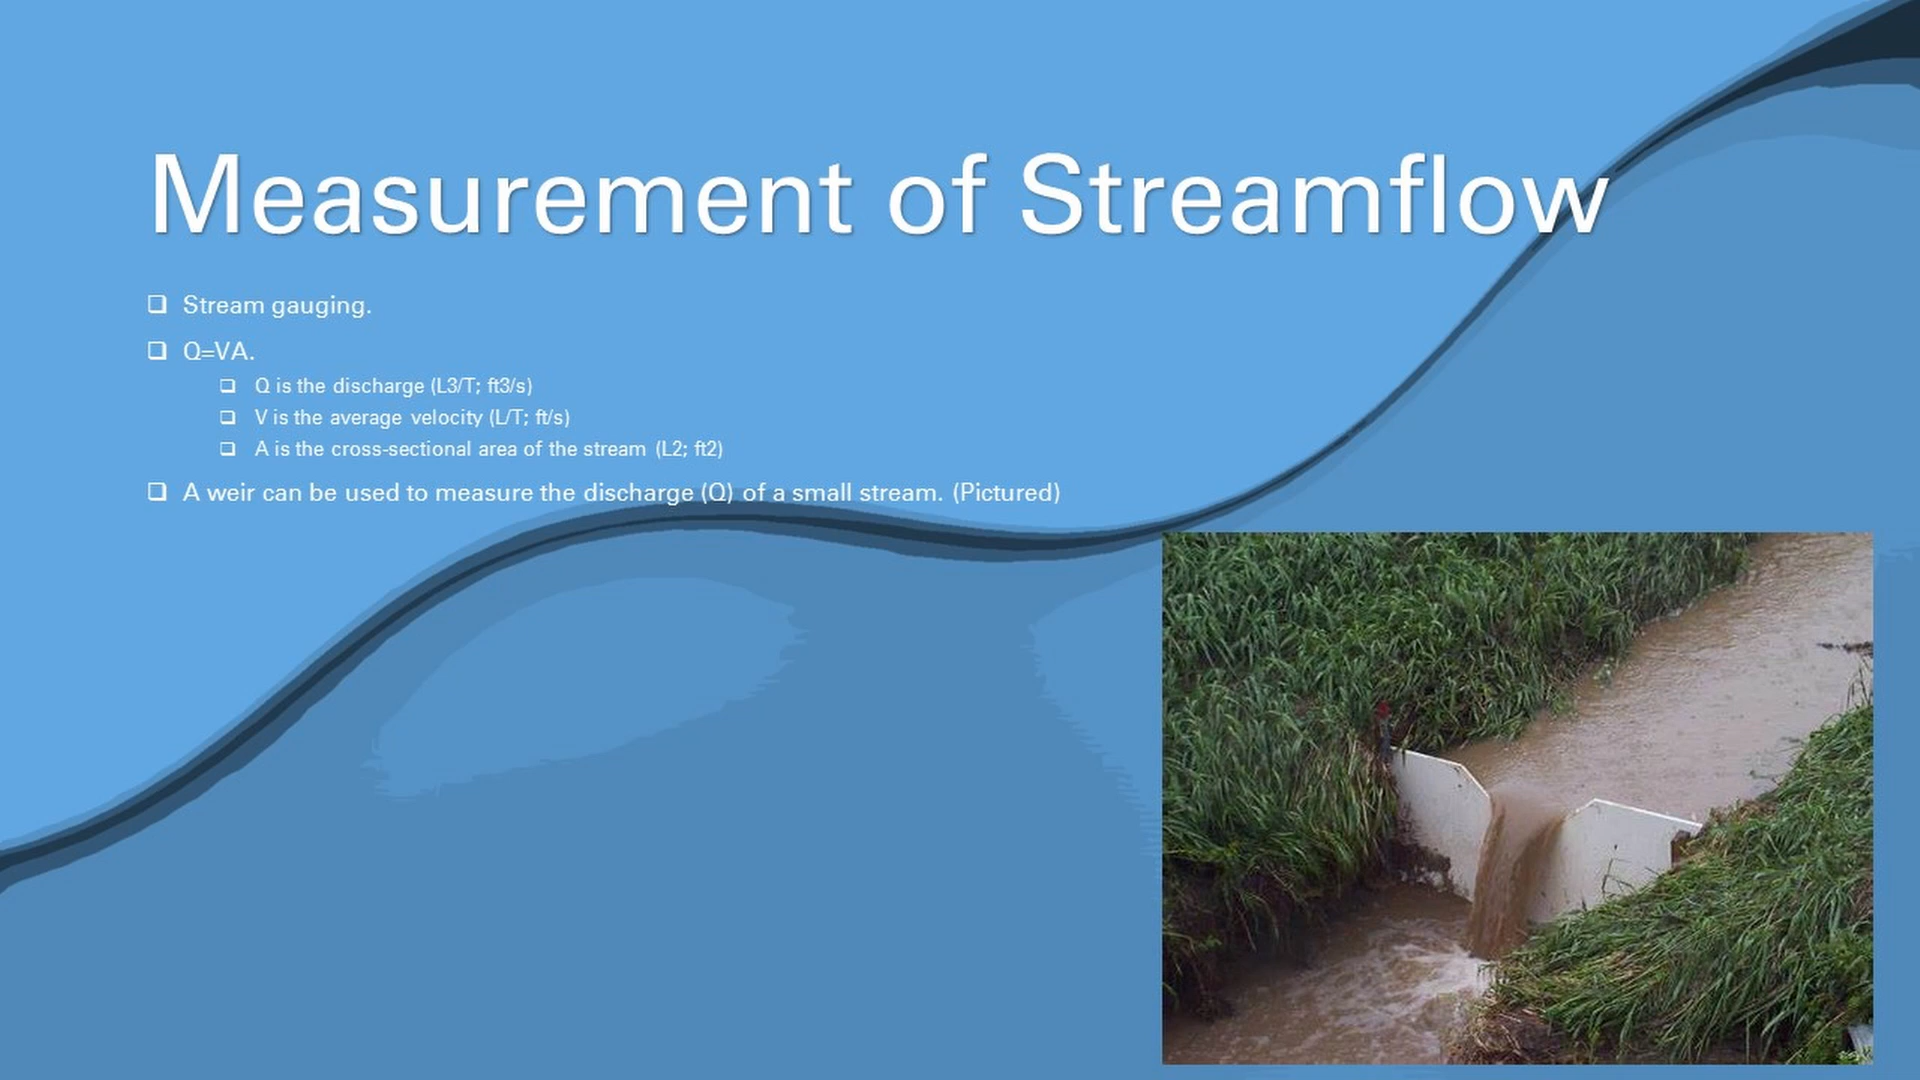 Measurement of Streamflow
❑ Stream gauging.
❑ Q=VA.
❑ Q is the discharge (L3/T; ft3/s)
❑ V is the average velocity (L/T; ft/s)
❑ A is the cross-sectional area of the stream (L2; ft2)
❑ A weir can be used to measure the discharge (Q) of a small stream. (Pictured)